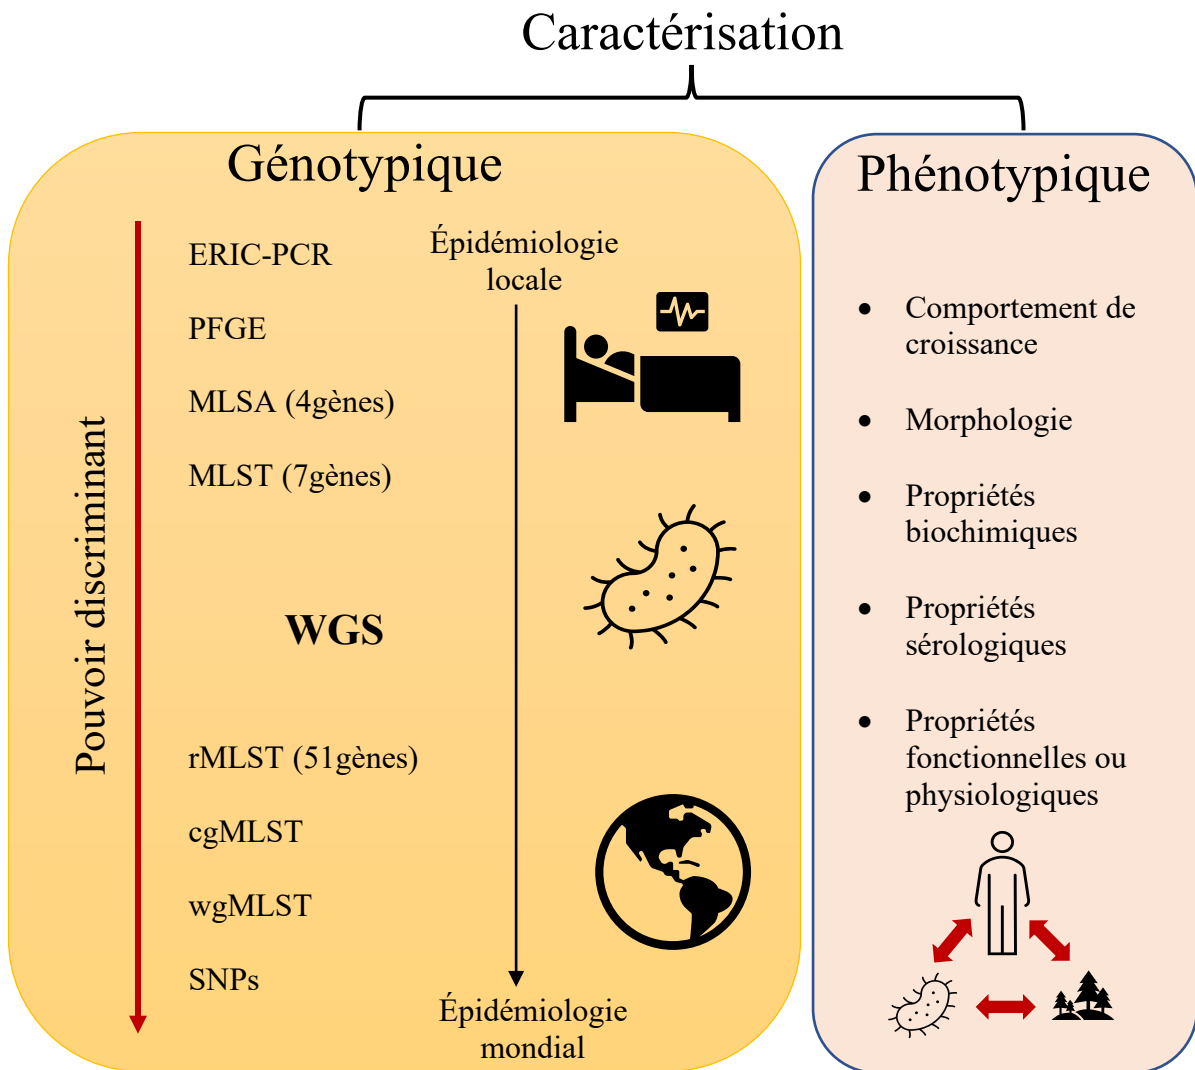 Caractérisation
Génotypique
Pouvoir discriminant
ERIC-PCR
PFGE
MLSA (4gènes)
MLST (7gènes)
WGS
rMLST (51gènes)
cgMLST
wgMLST
SNPs
Épidémiologie
locale
Épidémiologie
mondial
Phénotypique
• Comportement de
croissance
• Morphologie
• Propriétés
biochimiques
• Propriétés
sérologiques
• Propriétés
fonctionnelles ou
physiologiques